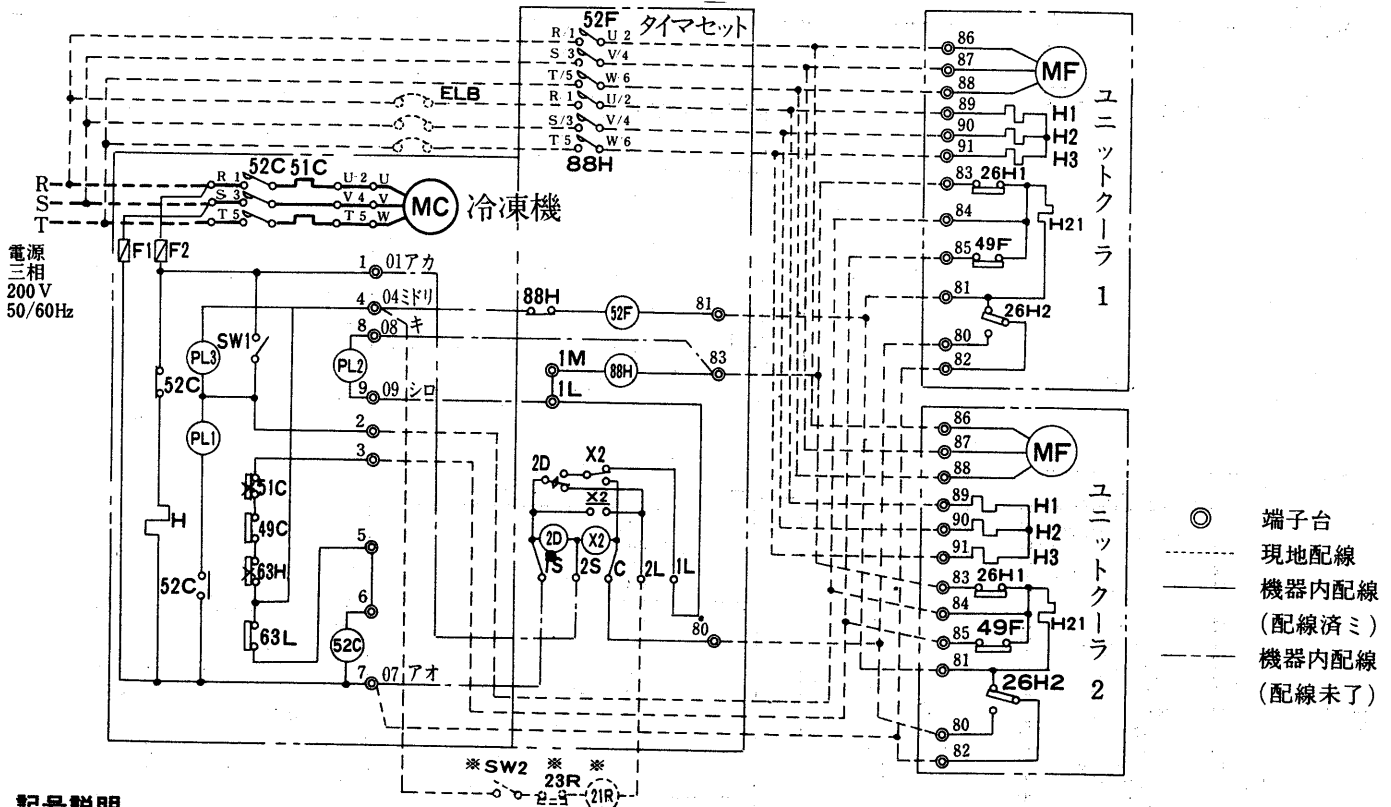 52F タイマセット
R/1 U 2
S 3 V/4
T/5 W・6
ELB
R・1 U/2
S/3 V/4
T 5 W 6
88H
52C 51C
R R 1 U・2 U
S S・3 V 4 V
T T 5 T 5 W
MC 冷凍機
電源
三相
200V
50/60Hz
F1 F2
1 01アカ
4 04ミドリ
8 08 キ
PL2
9 09 シロ
PL3
SW1
52C
PL1
2
3
51C
49C
63H
63L
H
52C
5
6
52C
7 07 アオ
88H 52F 81
1M 88H 83
1L
2D X2
X2
2D X2
1S 2S C 2L 1L
80
※ SW2 ※ 23R ※ 21R
86
87
88
MF
89 H1
90 H2
91 H3
83 26H1
84
H21
85 49F
81
26H2
80
82
ユニットクーラ 1
86
87
88
MF
89 H1
90 H2
91 H3
83 26H1
84
H21
85 49F
81
26H2
80
82
ユニットクーラ 2
端子台
現地配線
機器内配線
(配線済ミ)
機器内配線
(配線未了)
記号説明